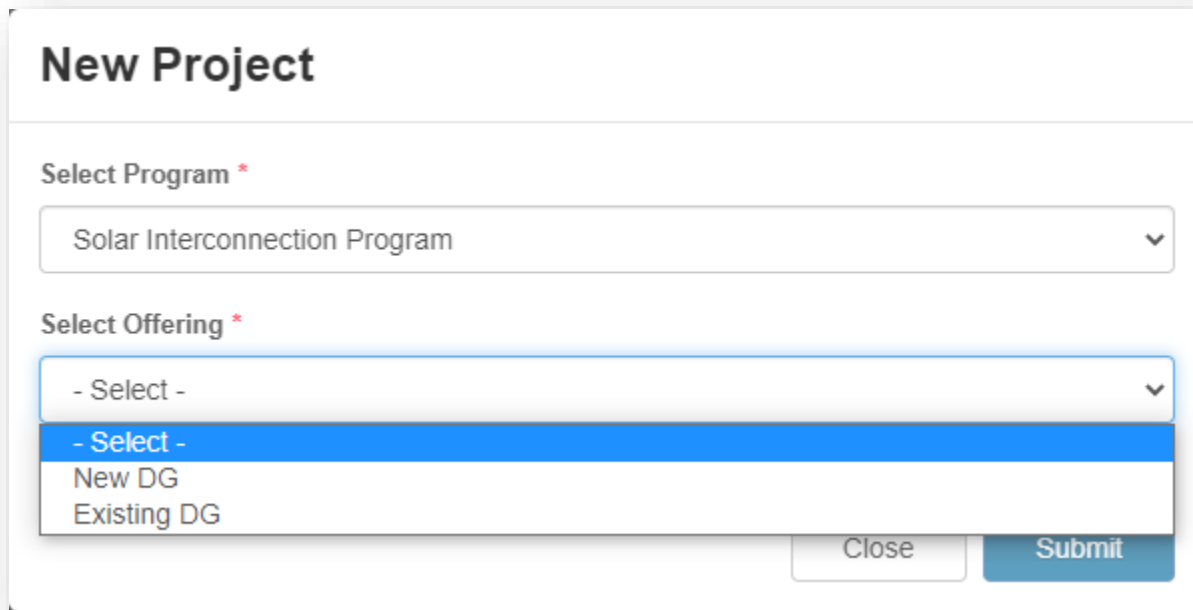 New Project
Select Program *
Solar Interconnection Program
Select Offering *
- Select -
- Select -
New DG
Existing DG
Close Submit